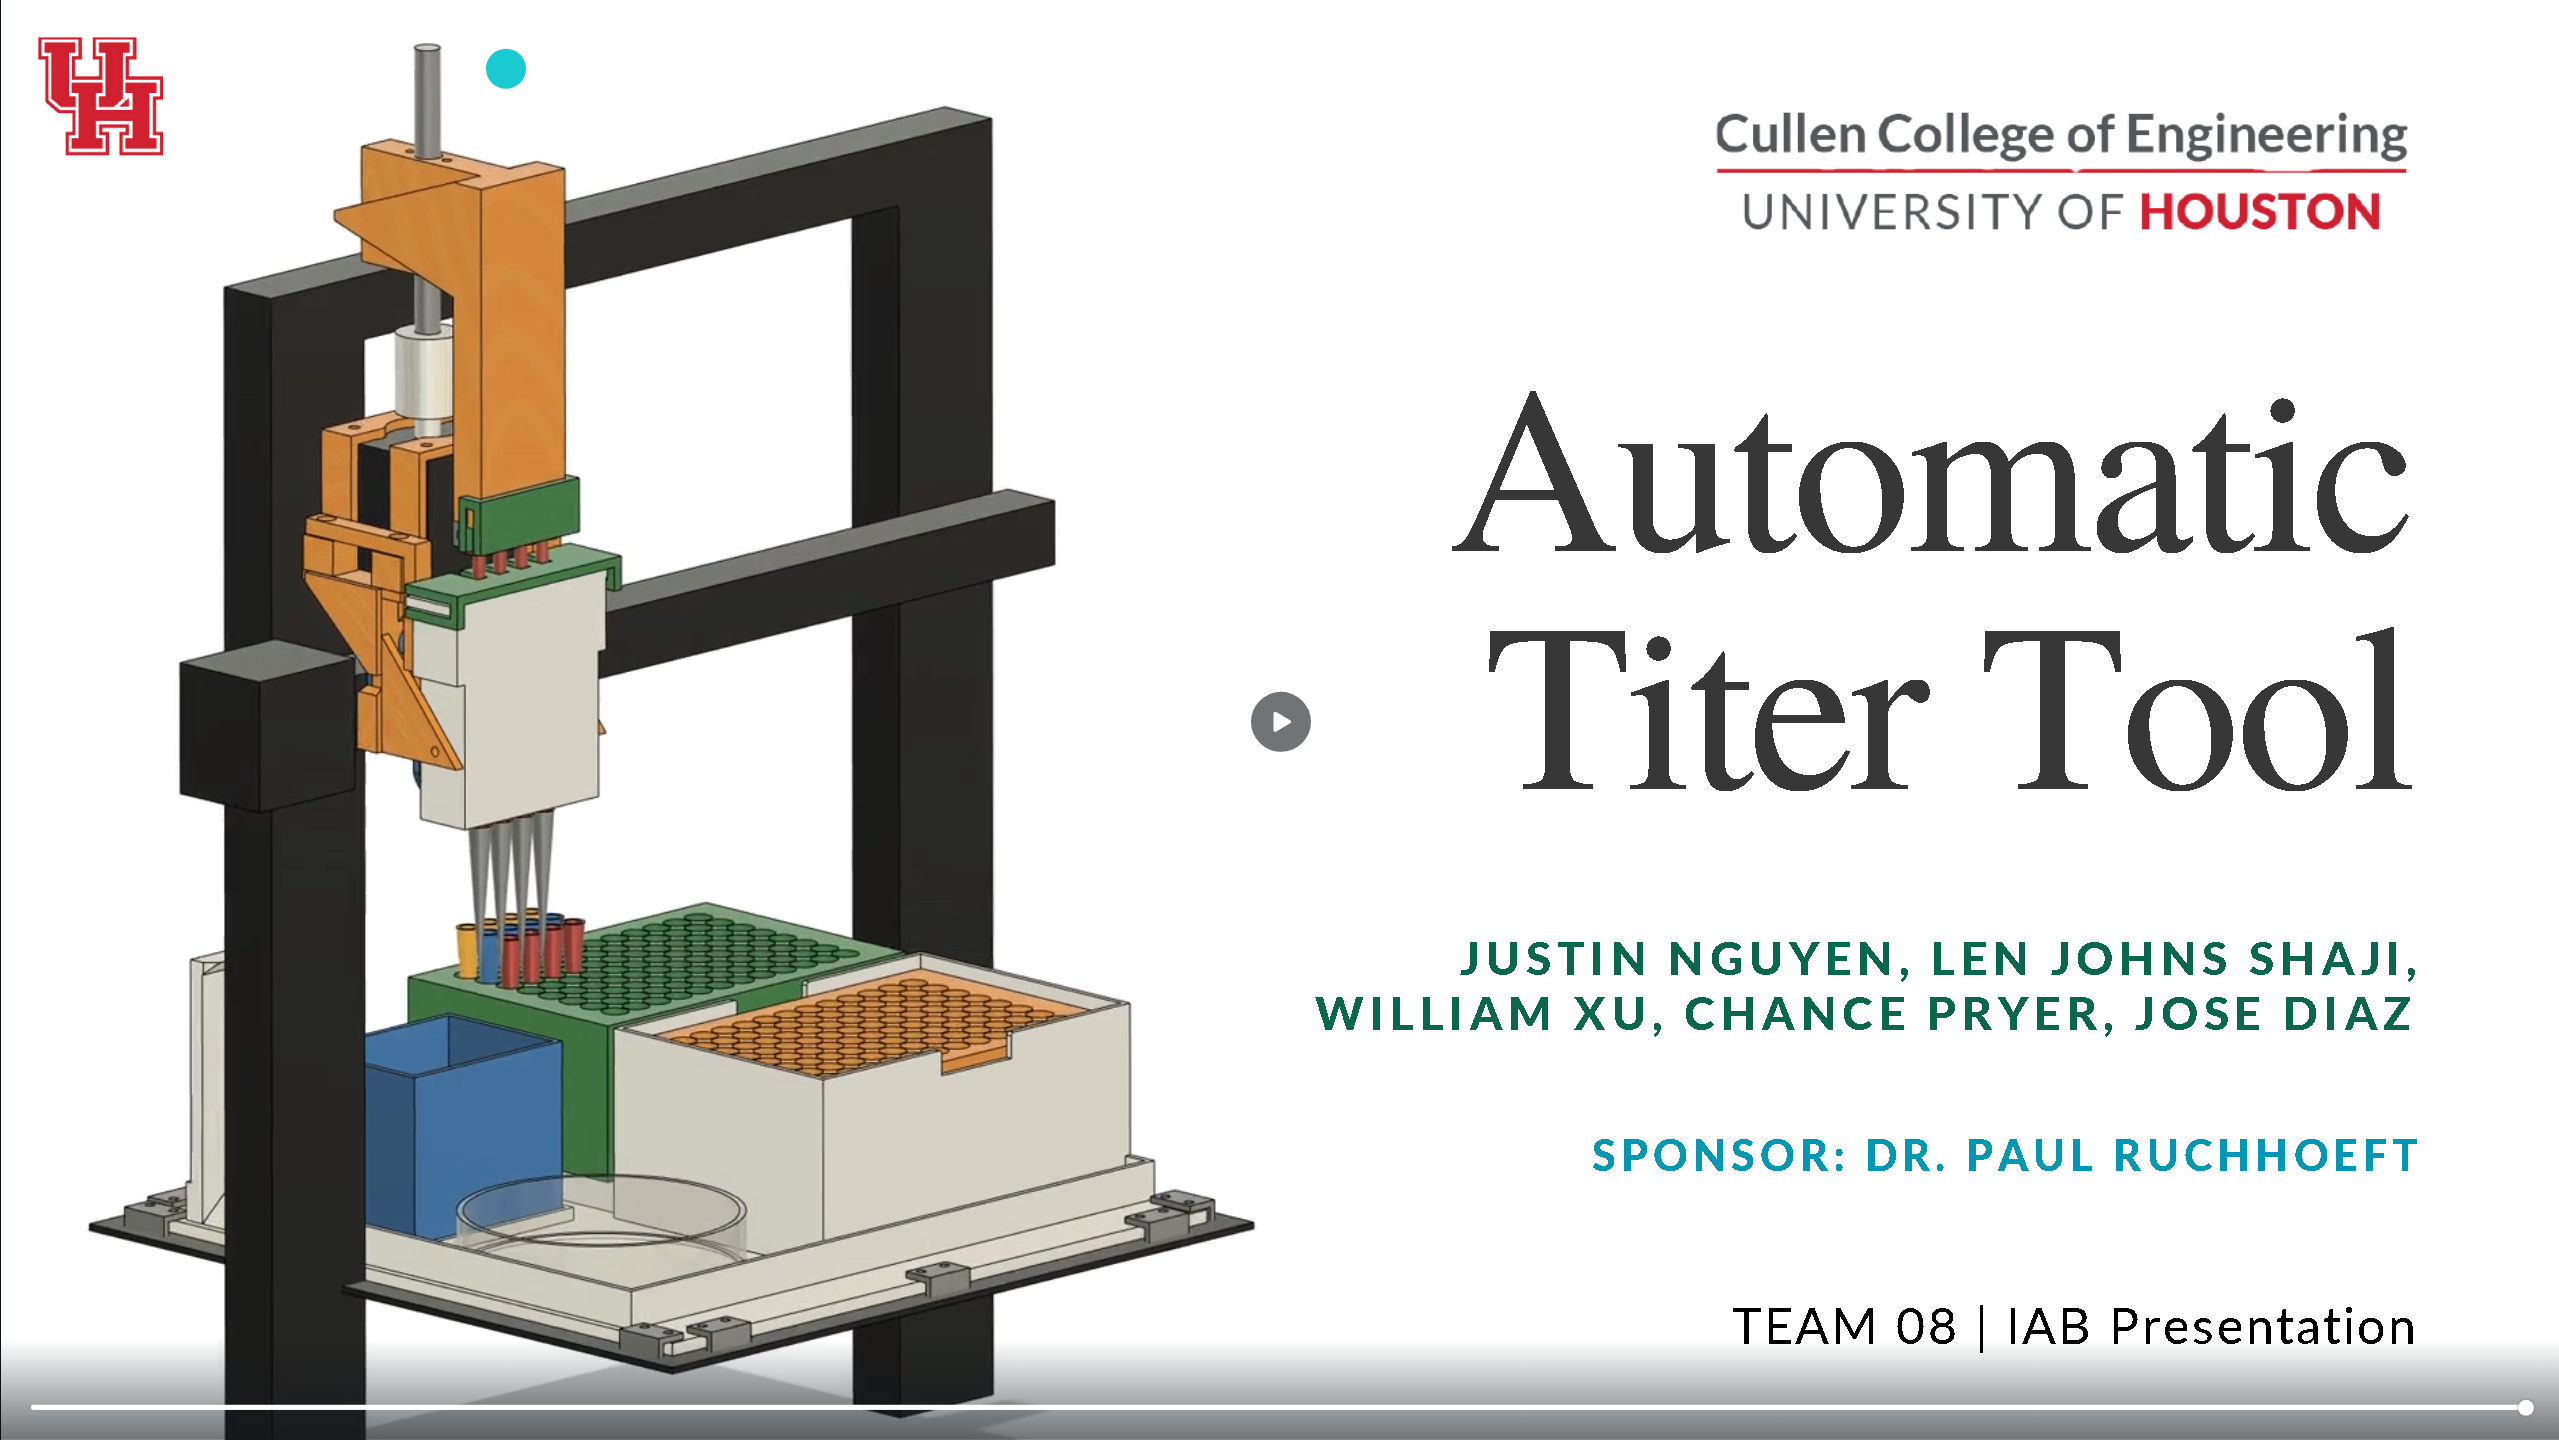 UH
Cullen College of Engineering
UNIVERSITY OF HOUSTON
Automatic
Titer Tool
JUSTIN NGUYEN, LEN JOHNS SHAJI,
WILLIAM XU, CHANCE PRYER, JOSE DIAZ
SPONSOR: DR. PAUL RUCHHOEFT
TEAM 08 | IAB Presentation